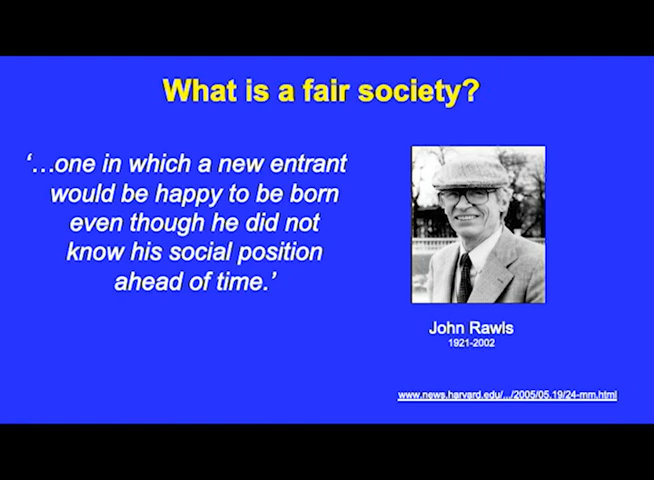 What is a fair society?
‘…one in which a new entrant
would be happy to be born
even though he did not
know his social position
ahead of time.’
John Rawls
1921-2002
www.news.harvard.edu/.../2005/05.19/24-mm.html